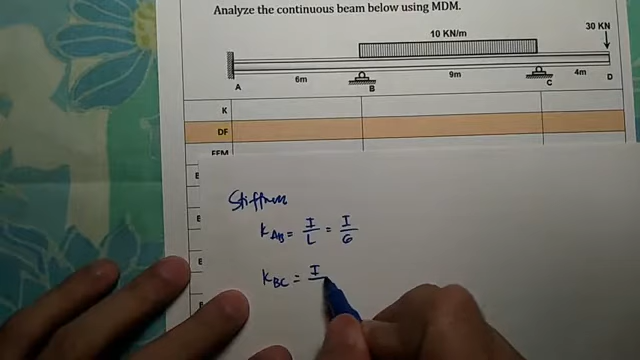 Analyze the continuous beam below using MDM.
30 KN
10 KN/m
6m 9m 4m
A B C D
K
DF
FEM
Stiffness
K_AB = I/L = I/6
K_BC = I/